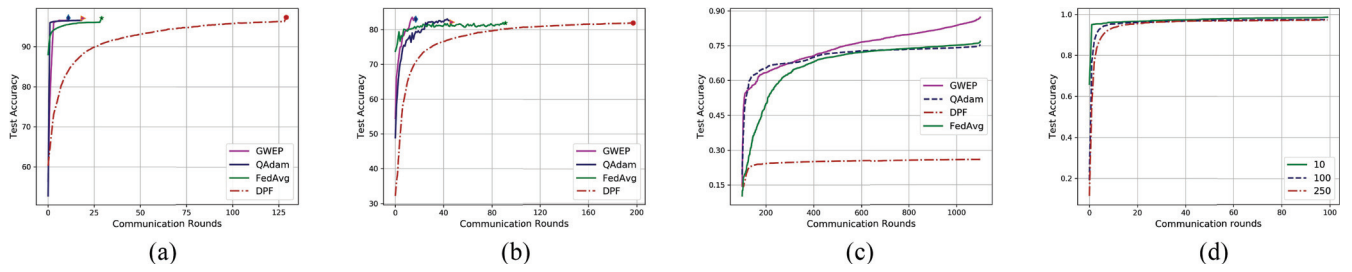 Test Accuracy
90
80
70
60
0
25
50
75
100
125
Communication Rounds
GWEP
QAdam
FedAvg
DPF
(a)
Test Accuracy
80
70
60
50
40
30
0
40
80
120
160
200
Communication Rounds
GWEP
QAdam
FedAvg
DPF
(b)
Test Accuracy
0.90
0.75
0.60
0.45
0.30
0.15
200
400
600
800
1000
Communication Rounds
GWEP
QAdam
DPF
FedAvg
(c)
Test Accuracy
1.0
0.8
0.6
0.4
0.2
0
20
40
60
80
100
Communication rounds
10
100
250
(d)